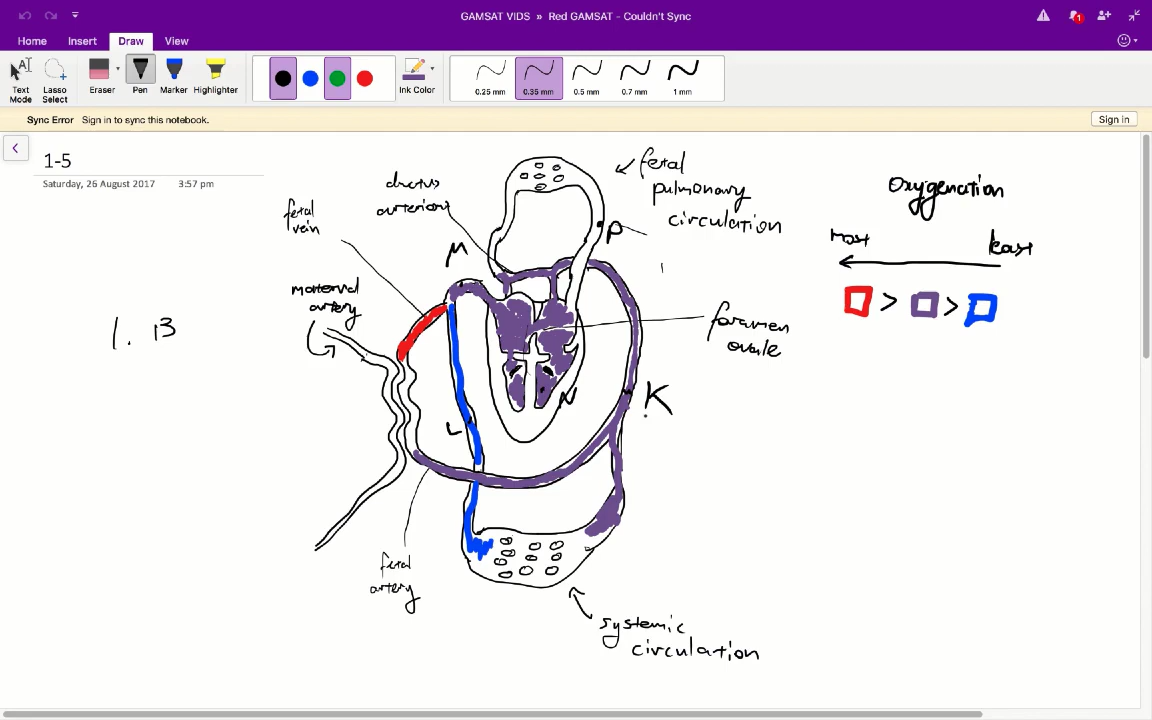 GAMSAT VIDS » Red GAMSAT - Couldn't Sync
1
Home Insert Draw View
Text Mode
Lasso Select
Eraser
Pen
Marker
Highlighter
Ink Color
0.25 mm 0.35 mm 0.5 mm 0.7 mm 1 mm
Sync Error Sign in to sync this notebook.
Sign in
1-5
Saturday, 26 August 2017 3:57 pm
1. B
fetal
vein
maternal
artery
ductus
arteriosus
fetal
pulmonary
circulation
M
P
foramen
ovale
N
K
L
fetal
artery
systemic
circulation
Oxygenation
most least
> >